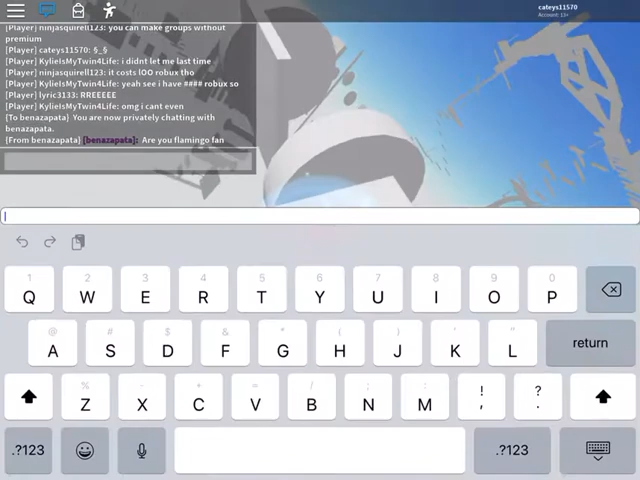 cateys11570
Account: 13+
[Player] ninjasquirell123: you can make groups without
premium
[Player] cateys11570: §_§
[Player] KylieIsMyTwin4Life: i didnt let me last time
[Player] ninjasquirell123: it costs lOO robux tho
[Player] KylieIsMyTwin4Life: yeah see i have #### robux so
[Player] lyric3133: RREEEEE
[Player] KylieIsMyTwin4Life: omg i cant even
{To benazapata} You are now privately chatting with
benazapata.
{From benazapata} [benazapata]: Are you flamingo fan
1 2 3 4 5 6 7 8 9 0
Q W E R T Y U I O P
@ # $ & * ( ) ' "
A S D F G H J K L return
% - + = / ; : ! ?
Z X C V B N M , .
.?123 .?123